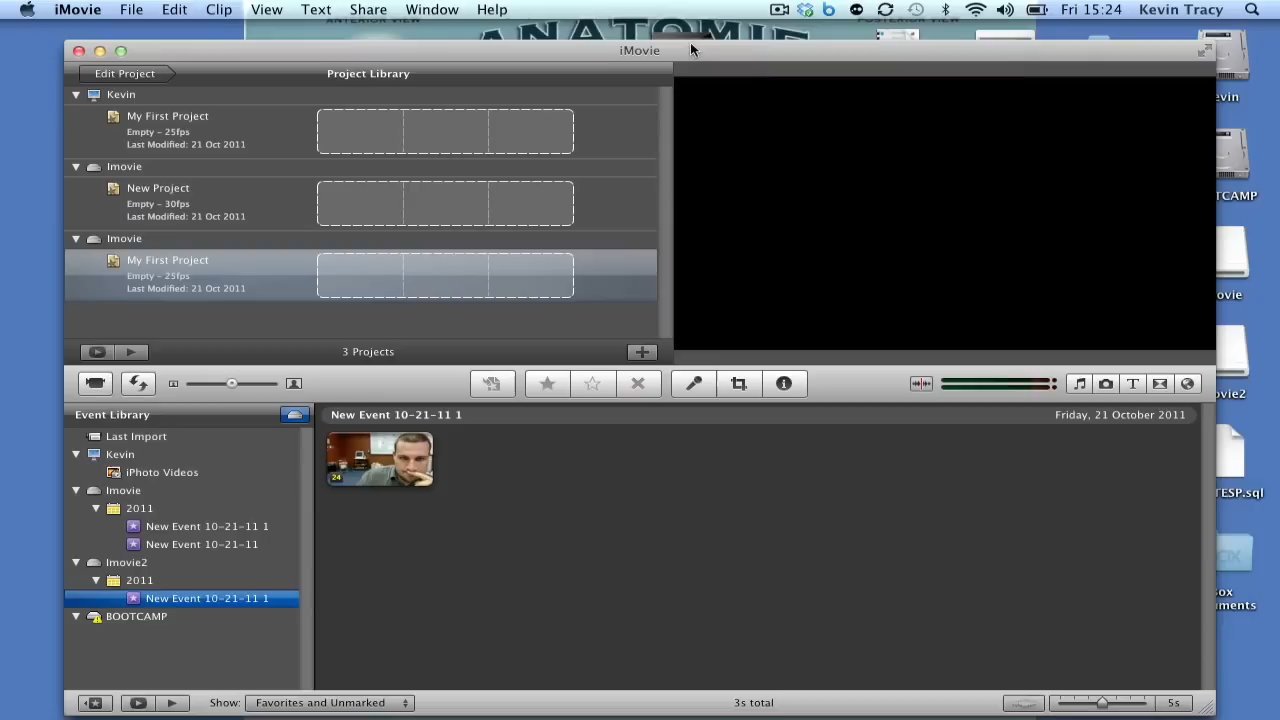 iMovie File Edit Clip View Text Share Window Help Fri 15:24 Kevin Tracy
ANATOMIE
iMovie
Edit Project Project Library
Kevin
My First Project
Empty - 25fps
Last Modified: 21 Oct 2011
Imovie
New Project
Empty - 30fps
Last Modified: 21 Oct 2011
Imovie
My First Project
Empty - 25fps
Last Modified: 21 Oct 2011
3 Projects
Event Library
New Event 10-21-11 1 Friday, 21 October 2011
Last Import
Kevin
iPhoto Videos
24
Imovie
2011
New Event 10-21-11 1
New Event 10-21-11
Imovie2
2011
New Event 10-21-11 1
BOOTCAMP
Show: Favorites and Unmarked 3s total 5s
evin
TCAMP
ovie
ovie2
TESP.sql
box
uments